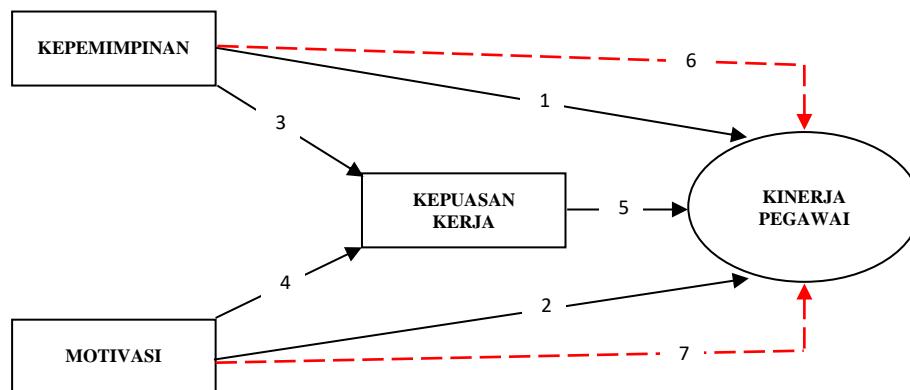 KEPEMIMPINAN
6
1
3
KEPUASAN
KERJA
5
KINERJA
PEGAWAI
4
2
MOTIVASI
7